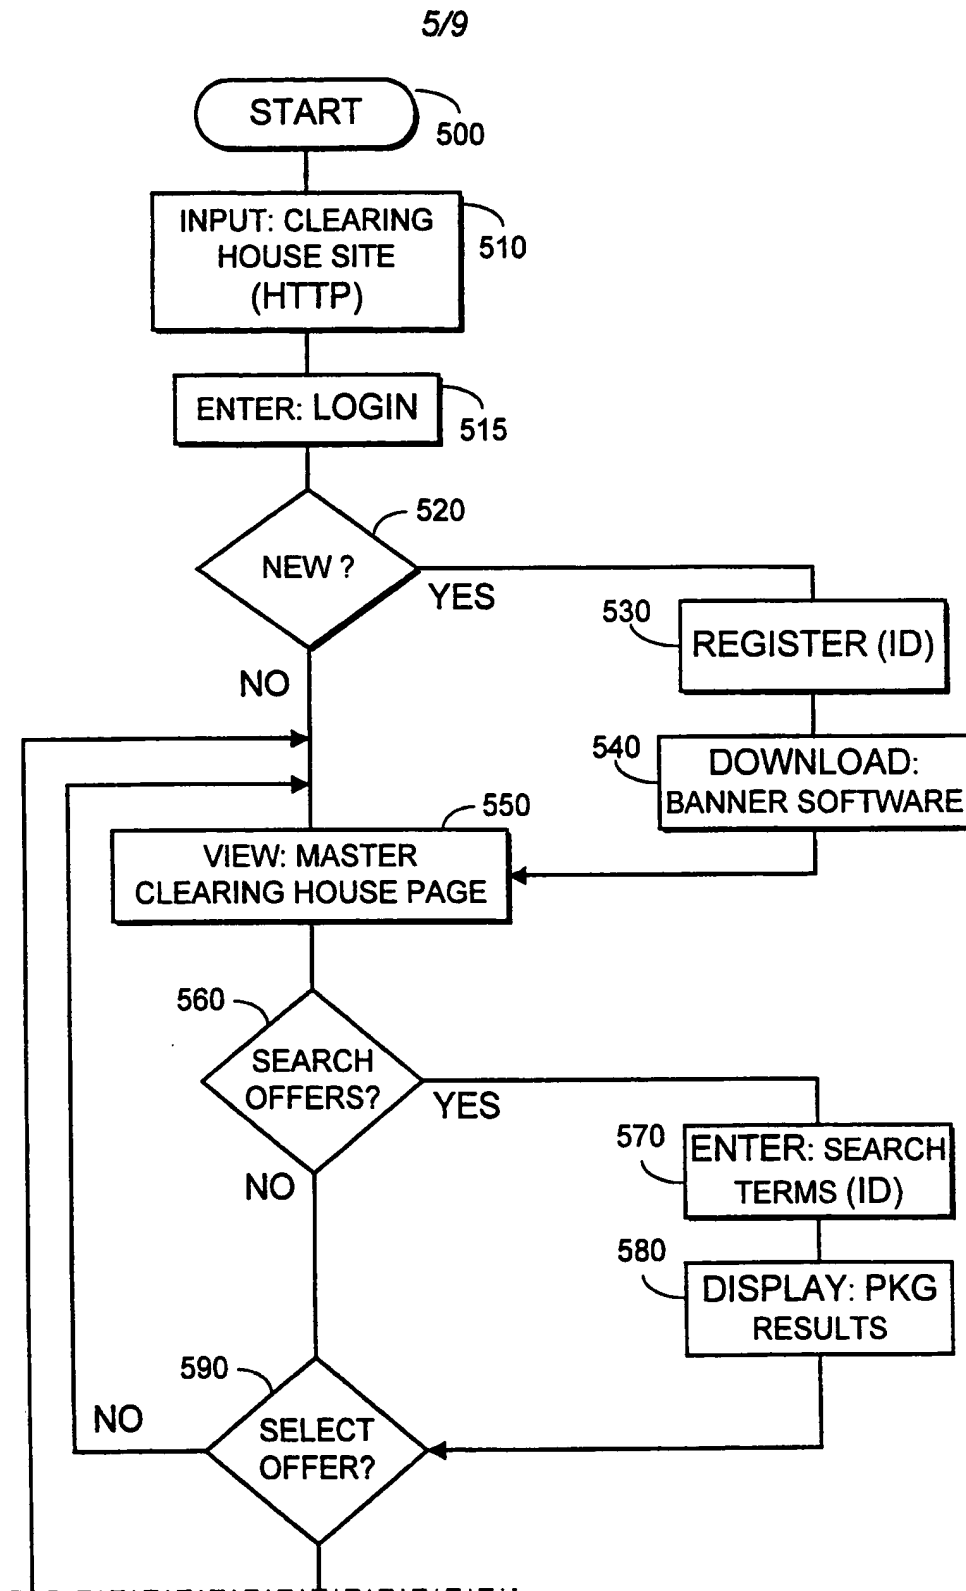 5/9
START
500
INPUT: CLEARING
HOUSE SITE
(HTTP)
510
ENTER: LOGIN
515
520
NEW ?
YES
530
REGISTER (ID)
NO
540
DOWNLOAD:
BANNER SOFTWARE
550
VIEW: MASTER
CLEARING HOUSE PAGE
560
SEARCH
OFFERS?
YES
570
ENTER: SEARCH
TERMS (ID)
NO
580
DISPLAY: PKG
RESULTS
590
NO
SELECT
OFFER?